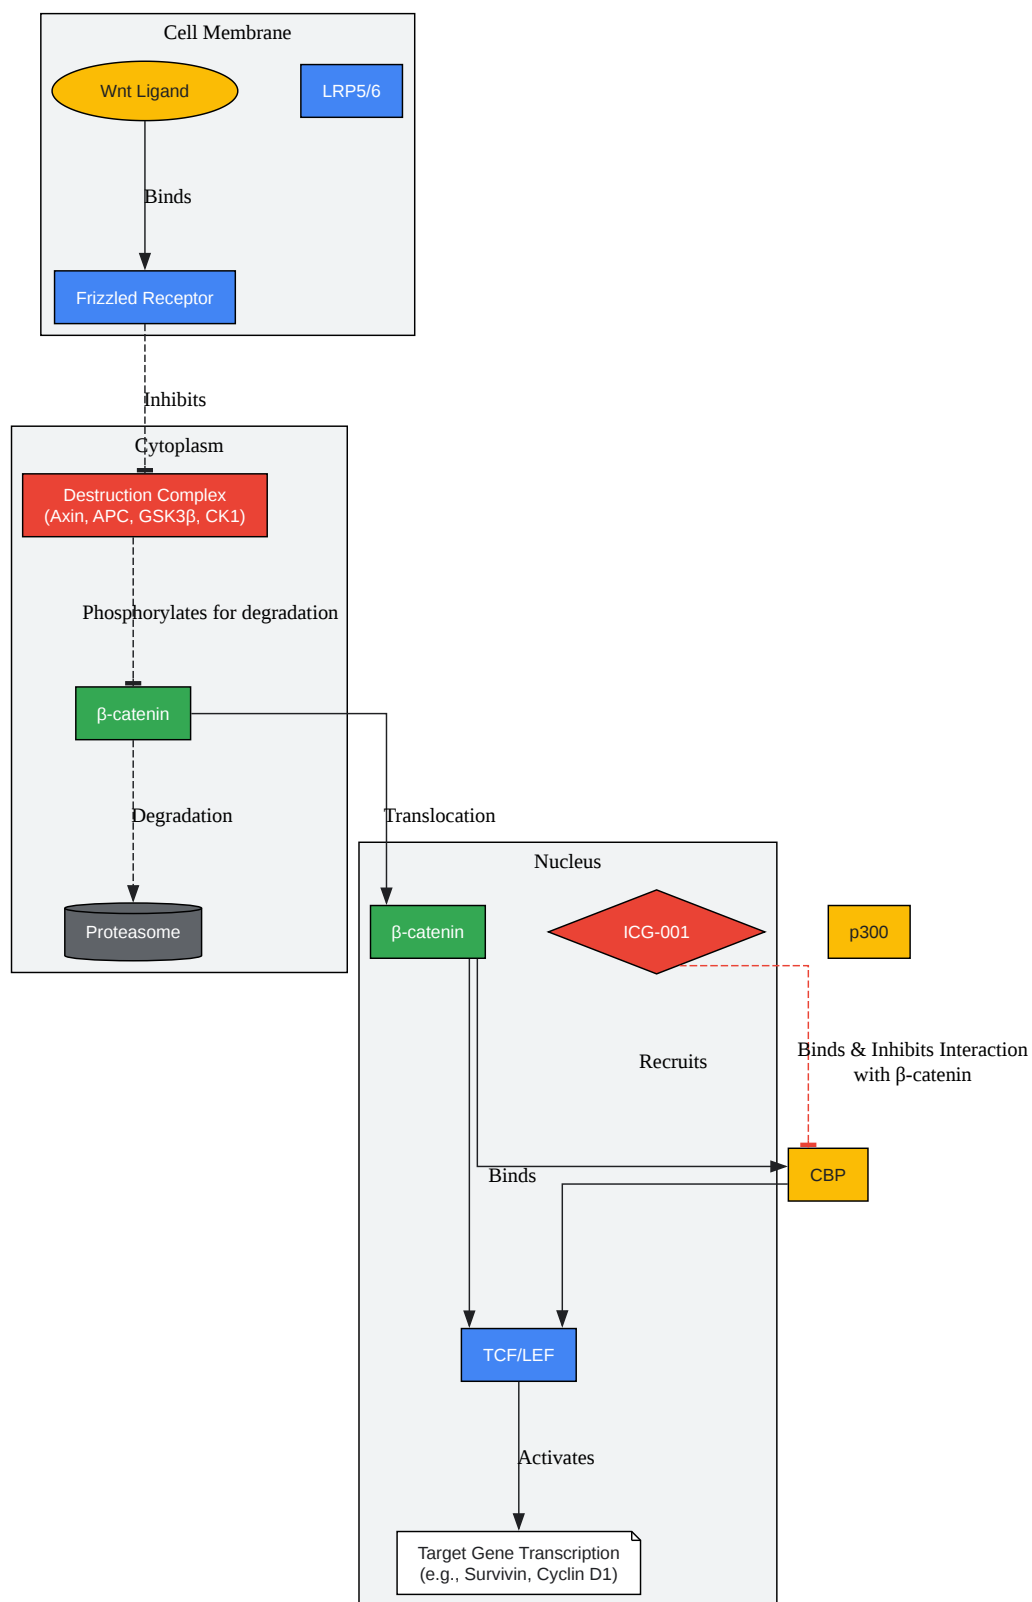 Cell Membrane
Wnt Ligand
LRP5/6
Binds
Frizzled Receptor
Inhibits
Cytoplasm
Destruction Complex
(Axin, APC, GSK3β, CK1)
Phosphorylates for degradation
β-catenin
Degradation
Translocation
Nucleus
Proteasome
β-catenin
ICG-001
p300
Recruits
Binds & Inhibits Interaction
with β-catenin
Binds
CBP
TCF/LEF
Activates
Target Gene Transcription
(e.g., Survivin, Cyclin D1)